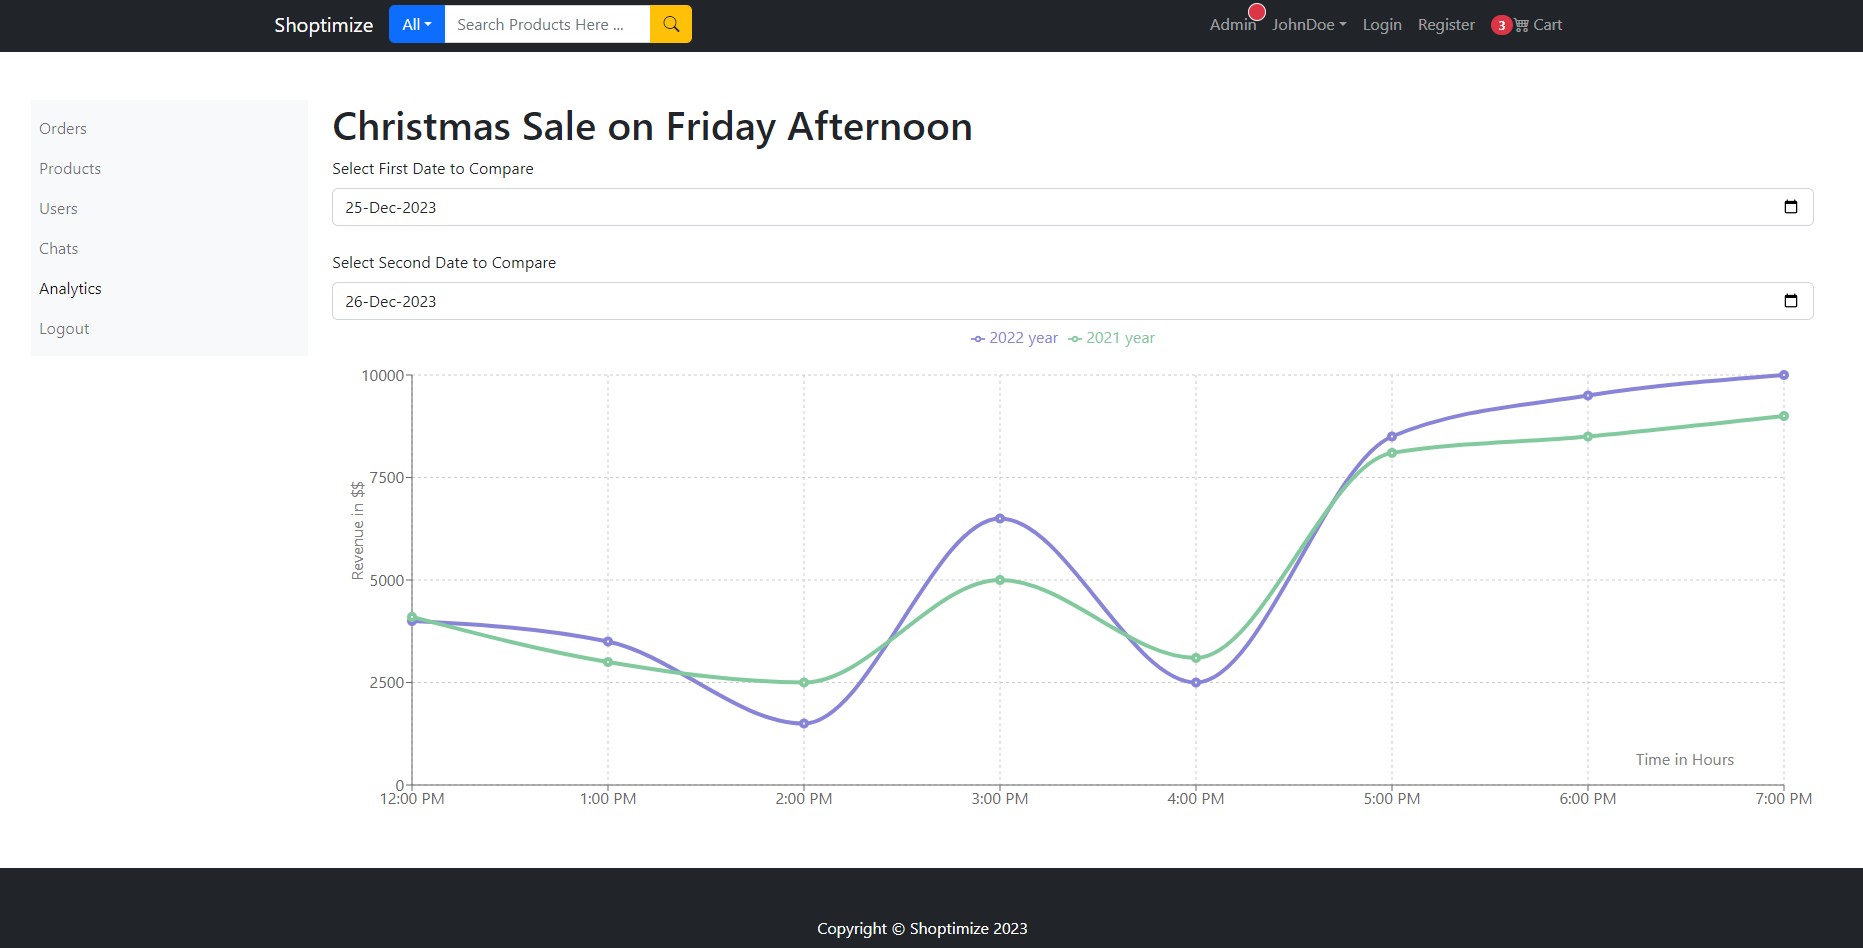 Shoptimize All Search Products Here ... Admin JohnDoe Login Register 3 Cart
Orders
Products
Users
Chats
Analytics
Logout
Christmas Sale on Friday Afternoon
Select First Date to Compare
25-Dec-2023
Select Second Date to Compare
26-Dec-2023
2022 year 2021 year
10000
7500
5000
2500
0
Revenue in $$
Time in Hours
12:00 PM 1:00 PM 2:00 PM 3:00 PM 4:00 PM 5:00 PM 6:00 PM 7:00 PM
Copyright © Shoptimize 2023